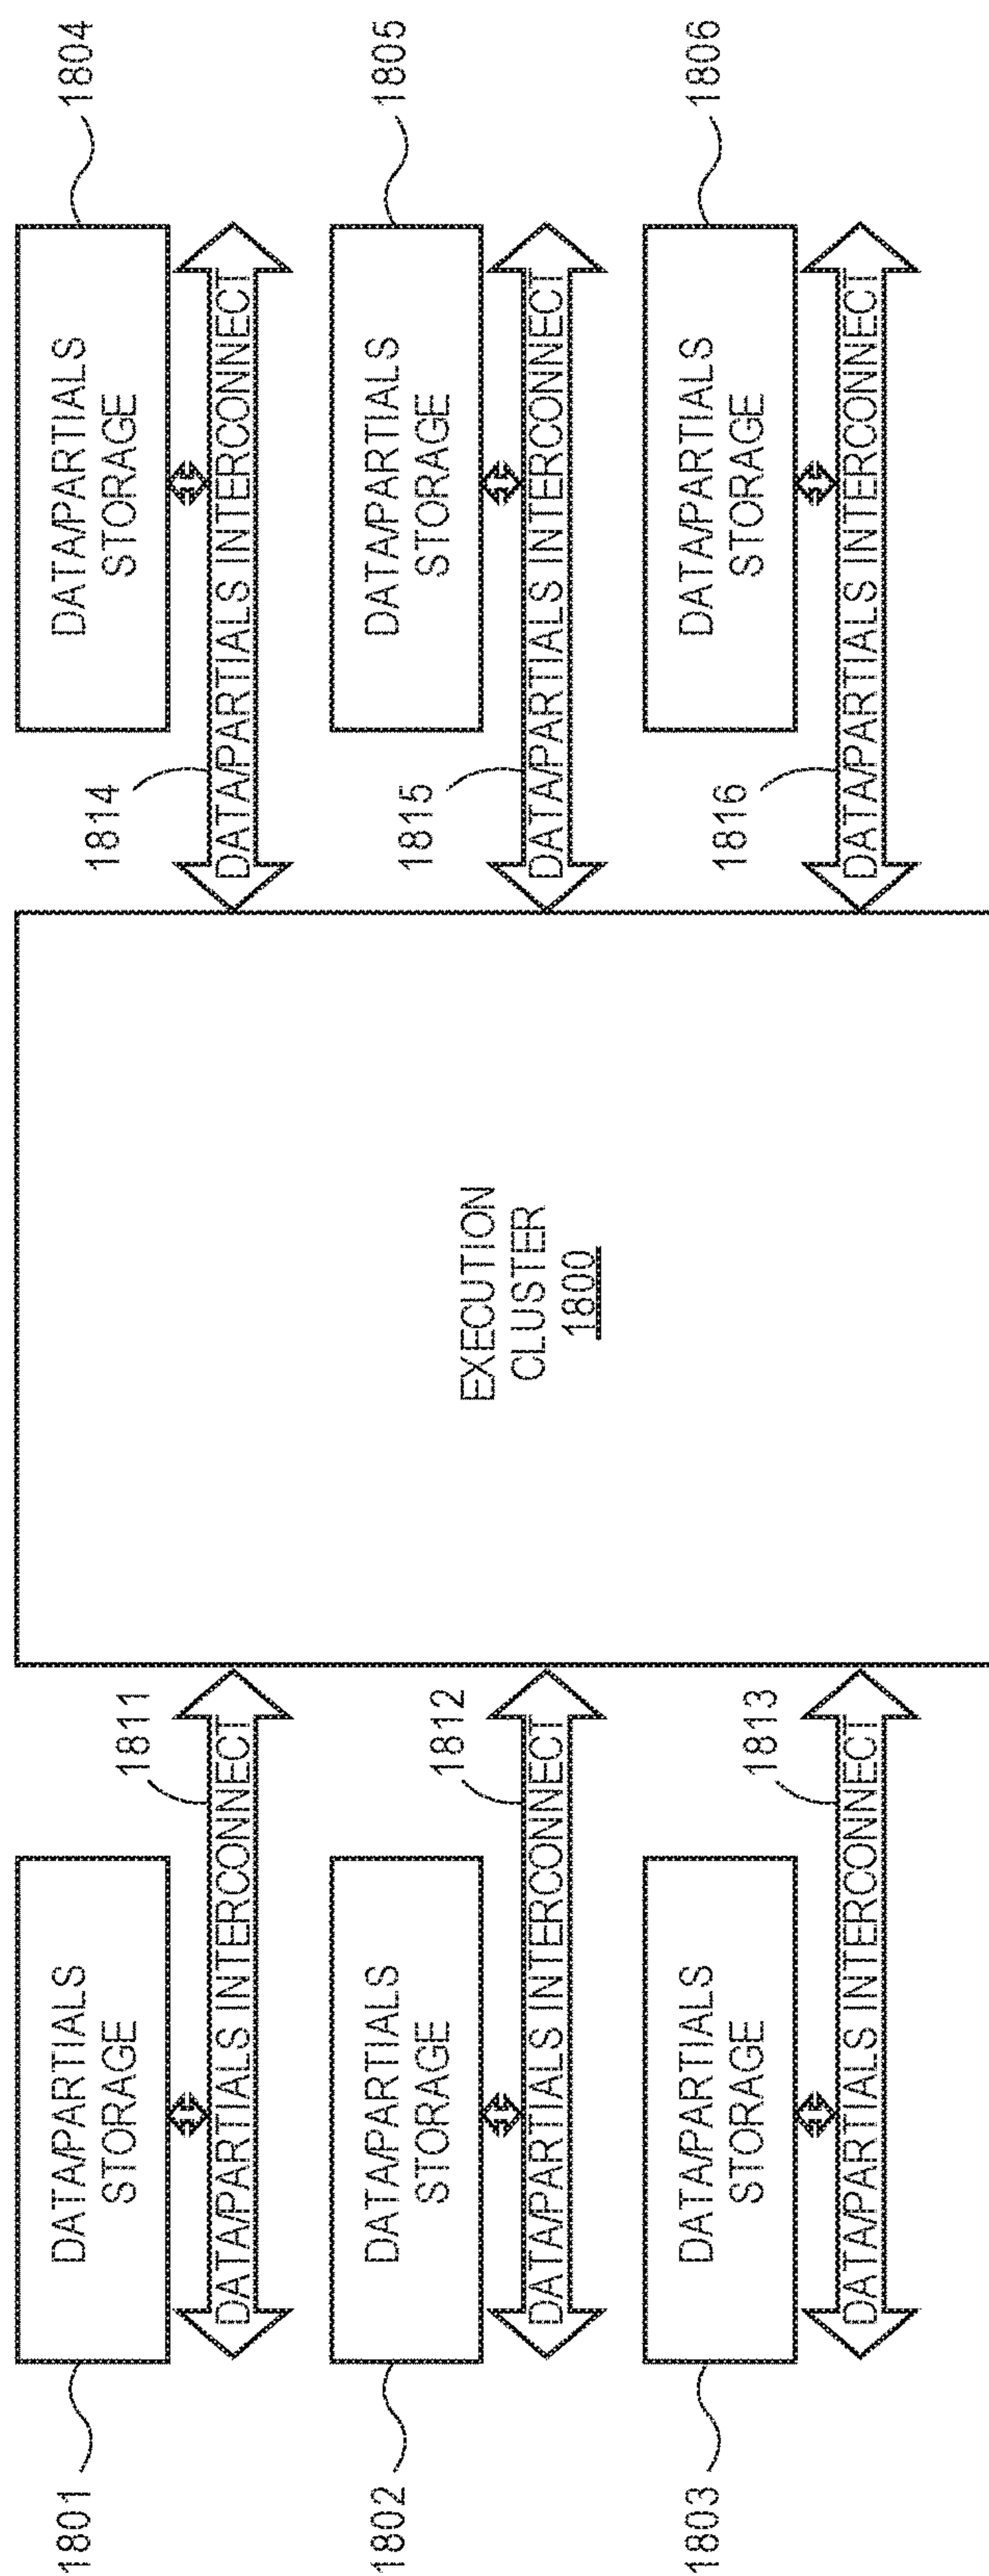 1801
DATA/PARTIALS
STORAGE
1811
DATA/PARTIALS INTERCONNECT
1802
DATA/PARTIALS
STORAGE
1812
DATA/PARTIALS INTERCONNECT
1803
DATA/PARTIALS
STORAGE
1813
DATA/PARTIALS INTERCONNECT
EXECUTION
CLUSTER
1800
DATA/PARTIALS
STORAGE
1804
1814
DATA/PARTIALS INTERCONNECT
DATA/PARTIALS
STORAGE
1805
1815
DATA/PARTIALS INTERCONNECT
DATA/PARTIALS
STORAGE
1806
1816
DATA/PARTIALS INTERCONNECT